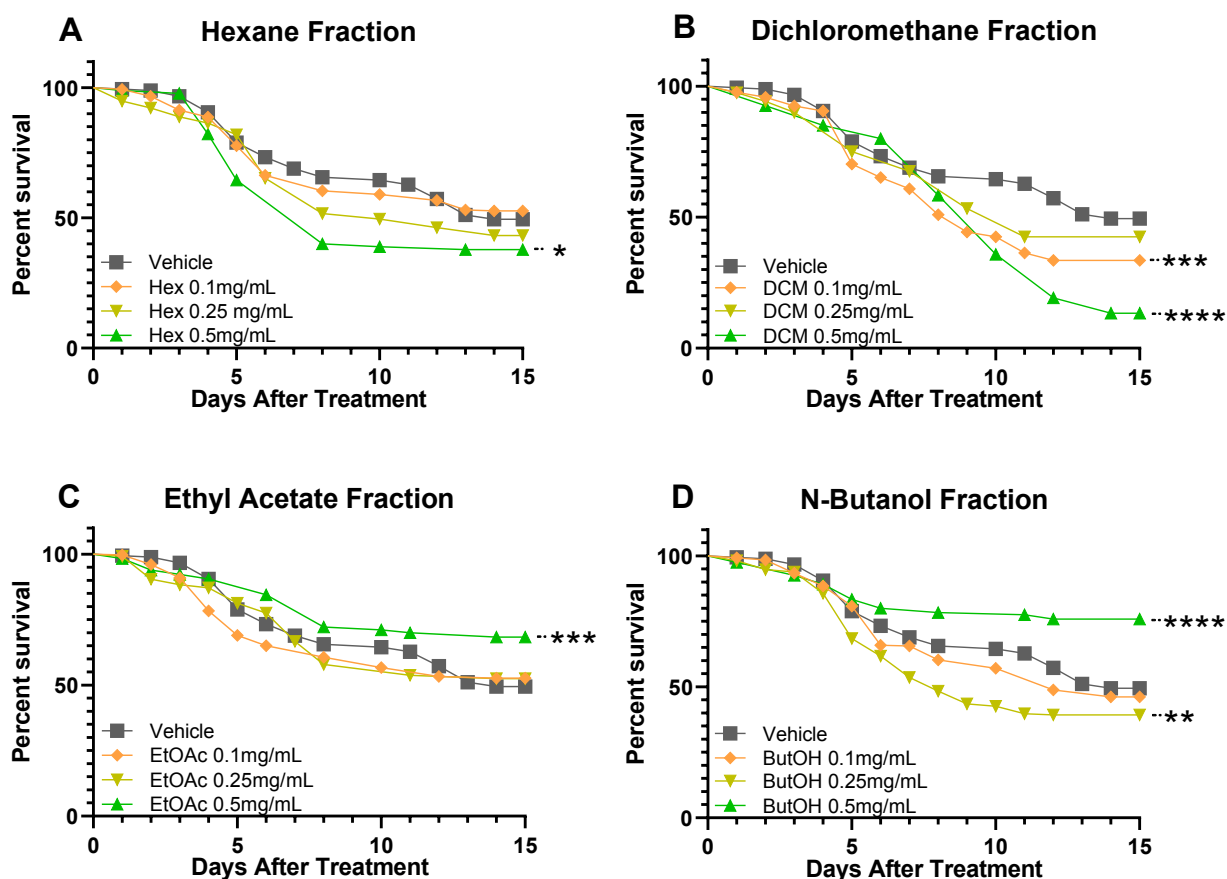 A
Hexane Fraction
Percent survival
100
50
0
Vehicle
Hex 0.1mg/mL
Hex 0.25 mg/mL
Hex 0.5mg/mL
*
0 5 10 15
Days After Treatment
B
Dichloromethane Fraction
Percent survival
100
50
0
Vehicle
DCM 0.1mg/mL
DCM 0.25mg/mL
DCM 0.5mg/mL
***
****
0 5 10 15
Days After Treatment
C
Ethyl Acetate Fraction
Percent survival
100
50
0
Vehicle
EtOAc 0.1mg/mL
EtOAc 0.25mg/mL
EtOAc 0.5mg/mL
***
0 5 10 15
Days After Treatment
D
N-Butanol Fraction
Percent survival
100
50
0
Vehicle
ButOH 0.1mg/mL
ButOH 0.25mg/mL
ButOH 0.5mg/mL
****
**
0 5 10 15
Days After Treatment